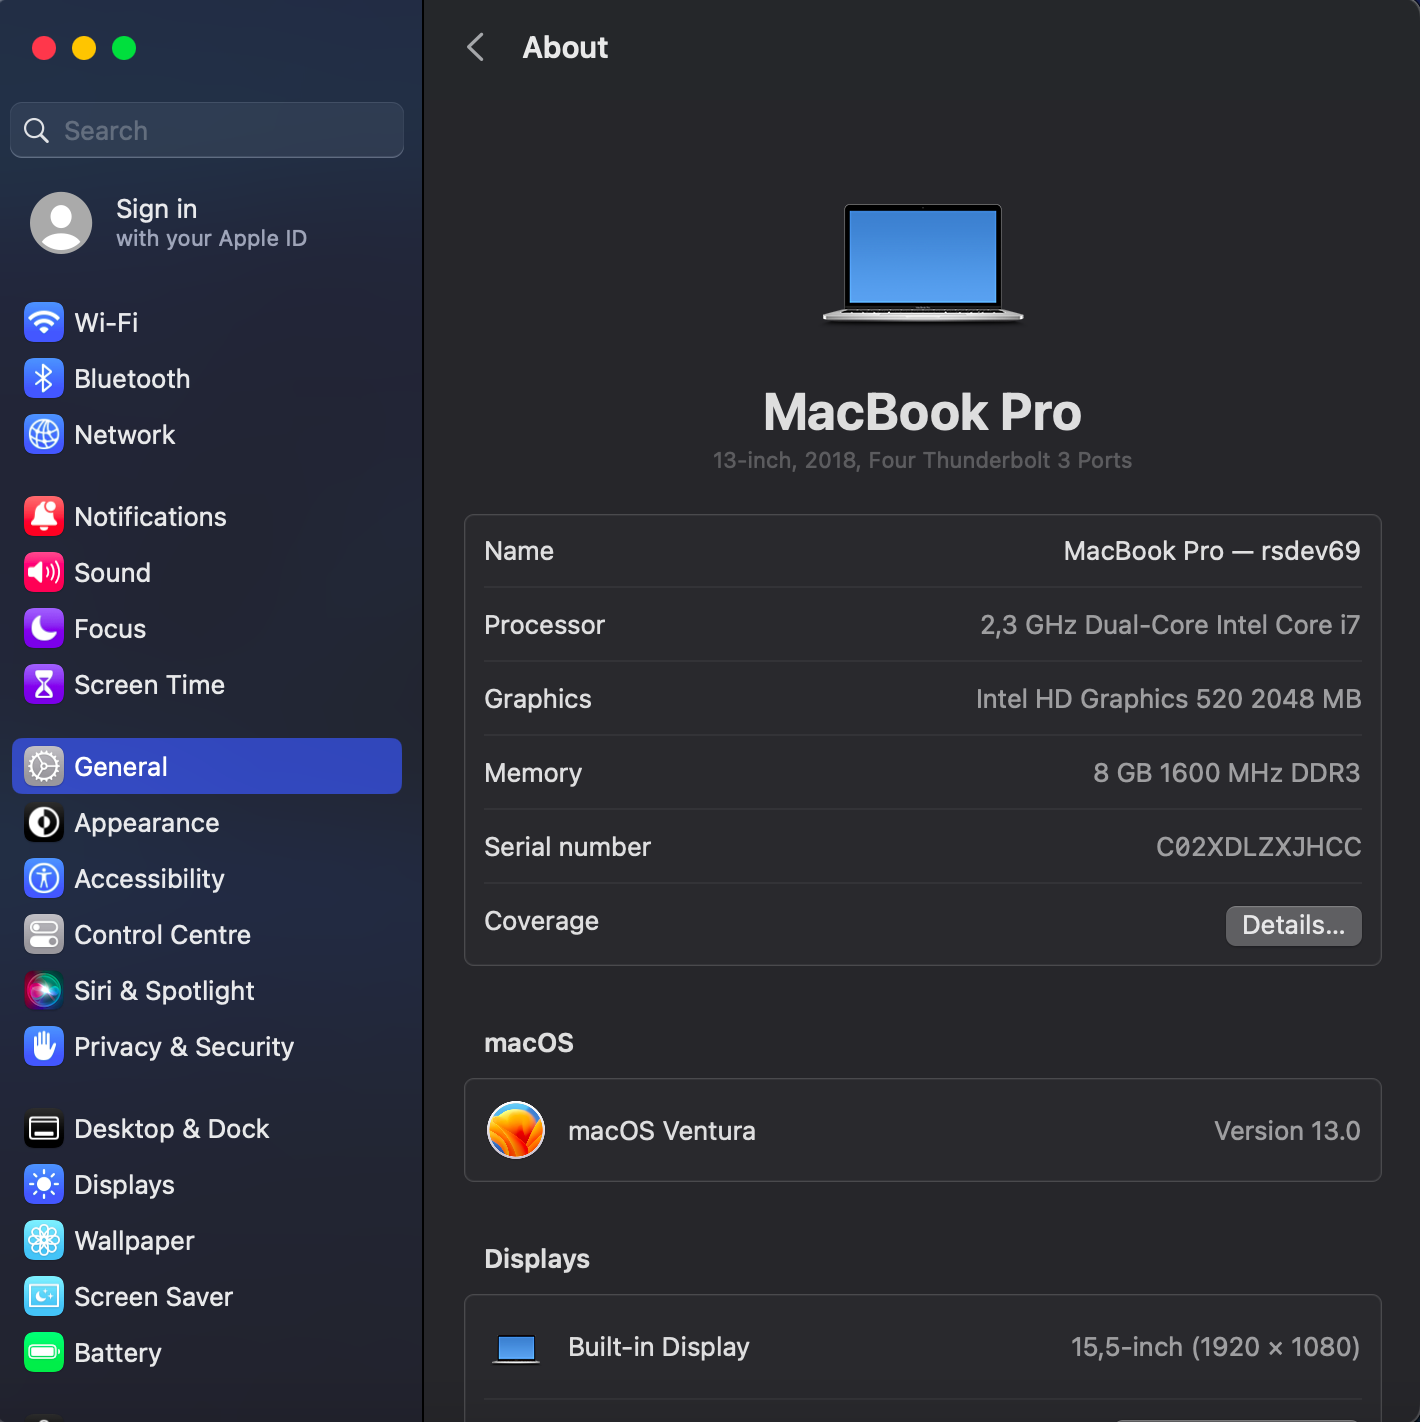 About
Search
Sign in
with your Apple ID
Wi-Fi
Bluetooth
Network
Notifications
Sound
Focus
Screen Time
General
Appearance
Accessibility
Control Centre
Siri & Spotlight
Privacy & Security
Desktop & Dock
Displays
Wallpaper
Screen Saver
Battery
MacBook Pro
13-inch, 2018, Four Thunderbolt 3 Ports
Name MacBook Pro — rsdev69
Processor 2,3 GHz Dual-Core Intel Core i7
Graphics Intel HD Graphics 520 2048 MB
Memory 8 GB 1600 MHz DDR3
Serial number C02XDLZXJHCC
Coverage Details...
macOS
macOS Ventura Version 13.0
Displays
Built-in Display 15,5-inch (1920 × 1080)